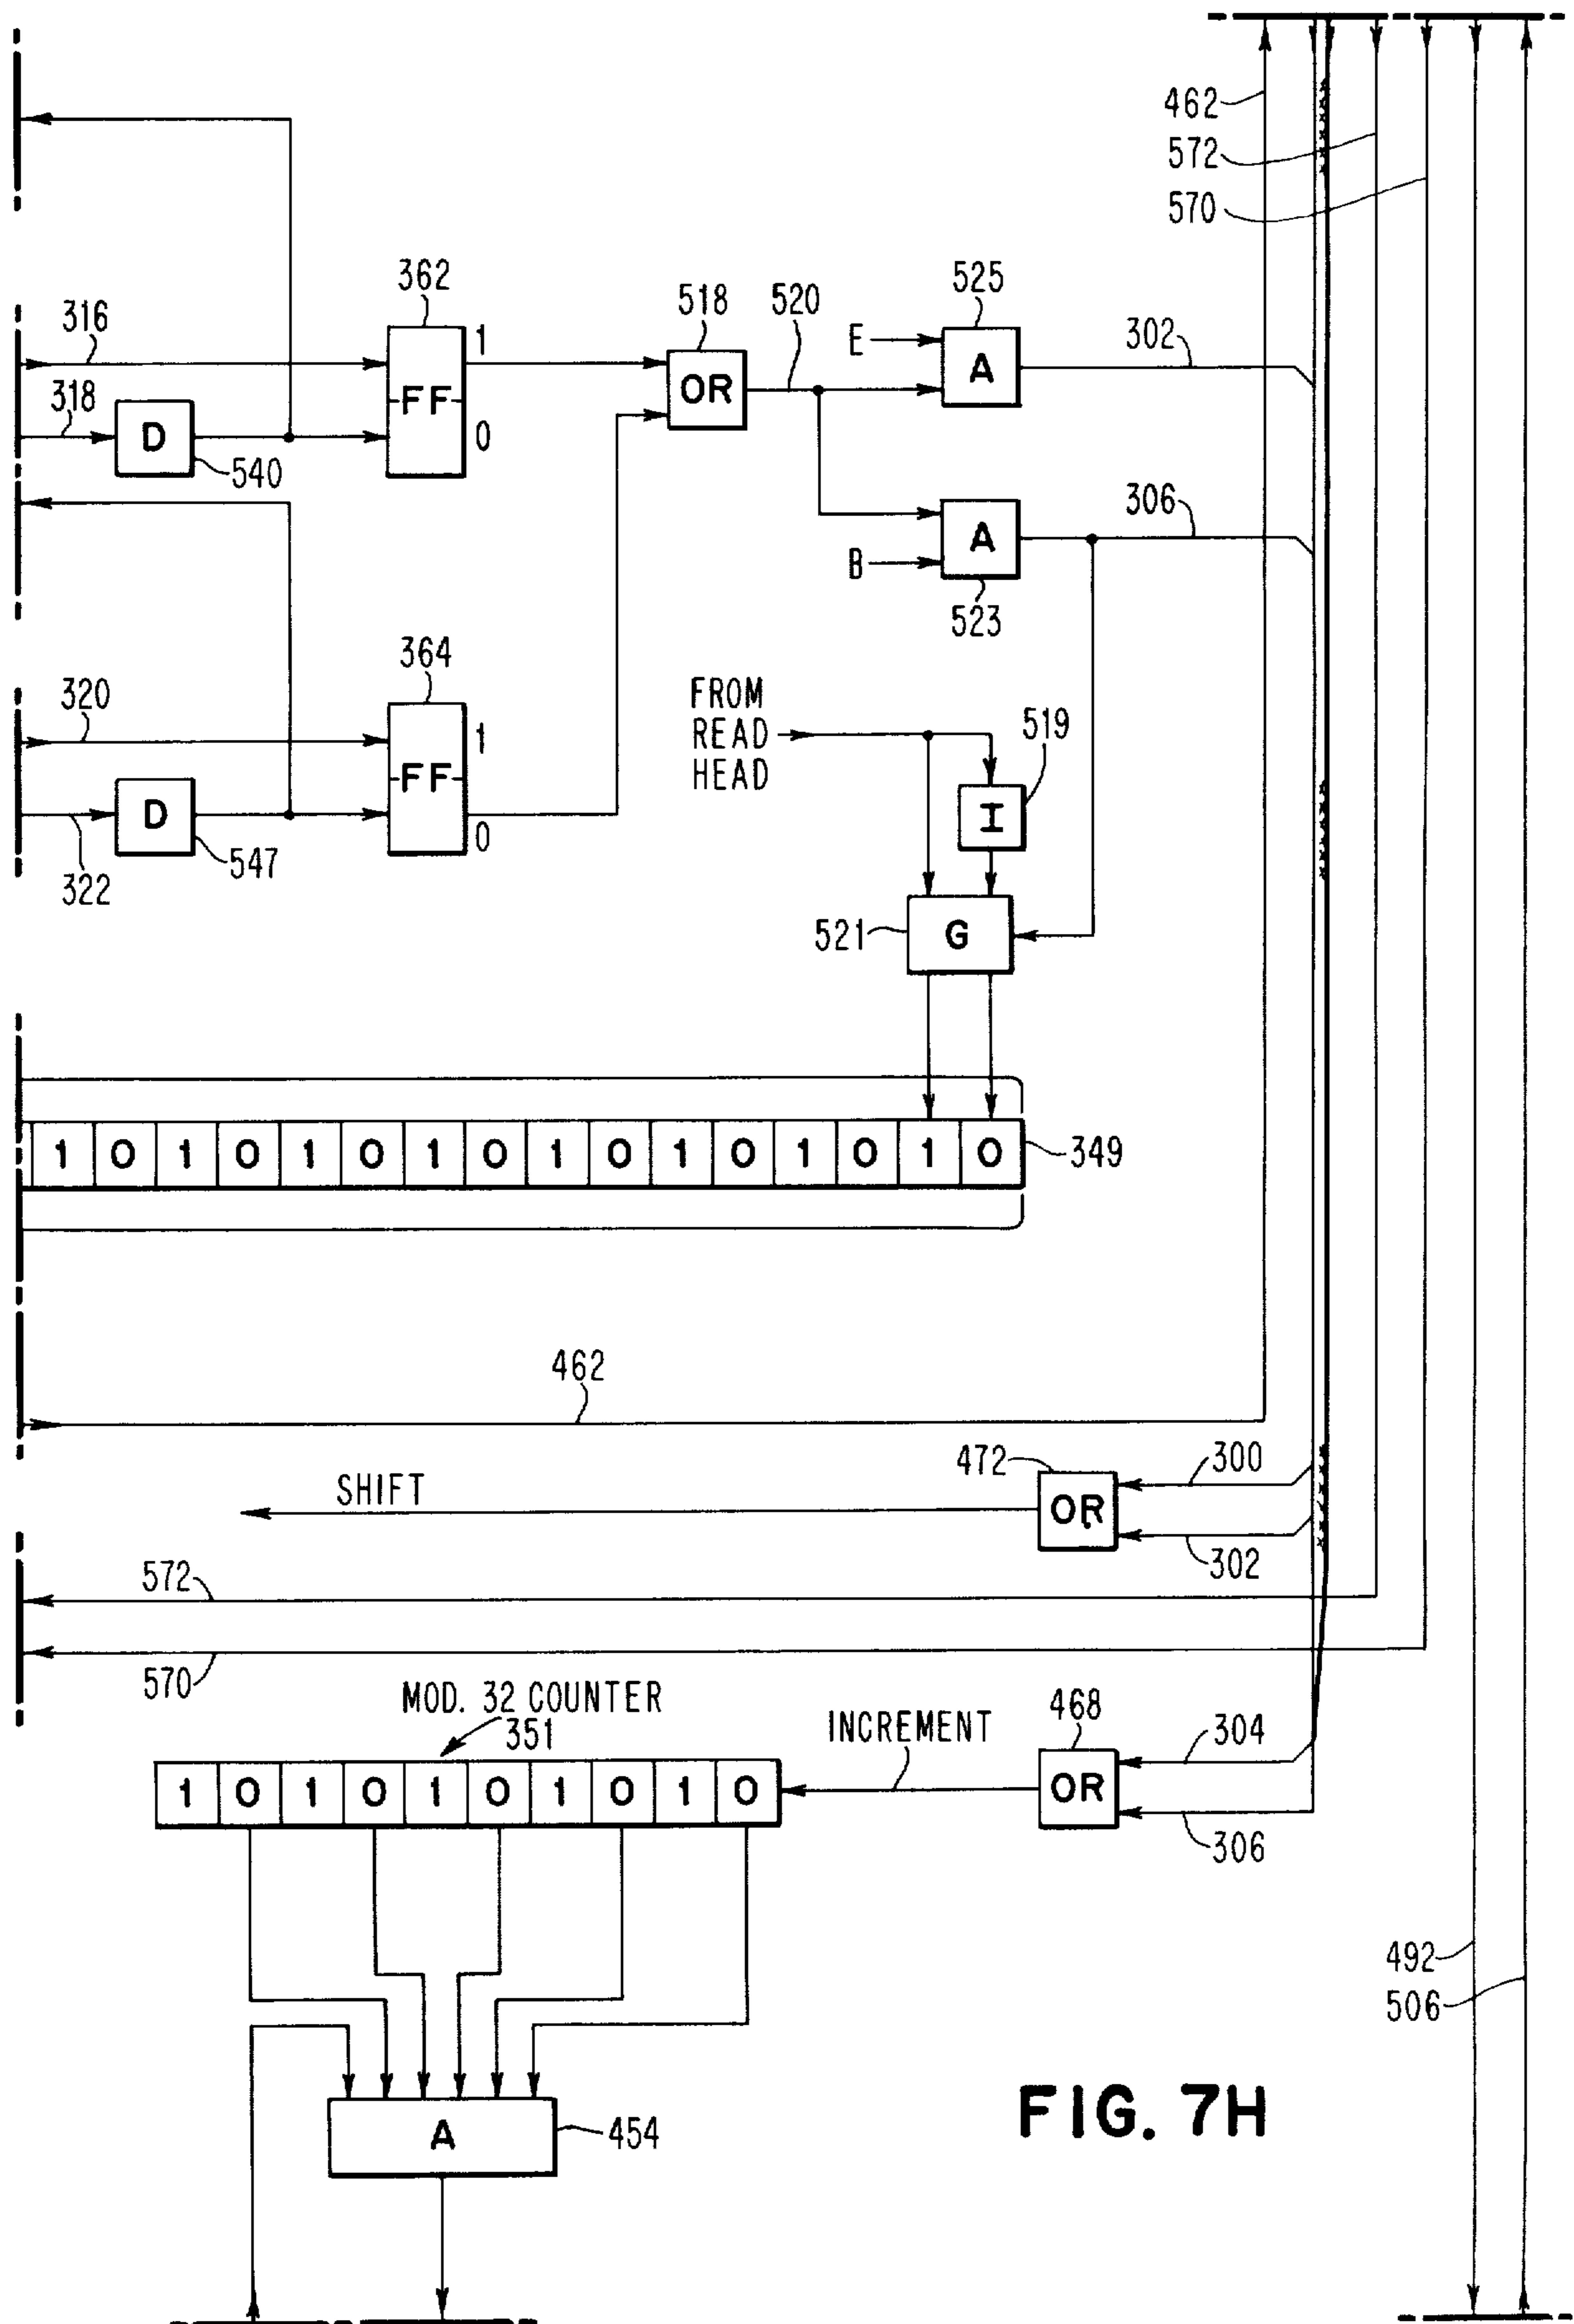 462
572
570
362
518
520
525
316
1
E
302
FF
OR
A
318
D
0
540
306
A
B
523
364
320
FROM
READ
HEAD
519
1
FF
D
I
0
547
322
521
G
1 0 1 0 1 0 1 0 1 0 1 0 1 0 1 0
349
462
472
300
SHIFT
OR
302
572
570
MOD. 32 COUNTER
351
INCREMENT
468
304
1 0 1 0 1 0 1 0 1 0
OR
306
492
506
A
454
FIG. 7H